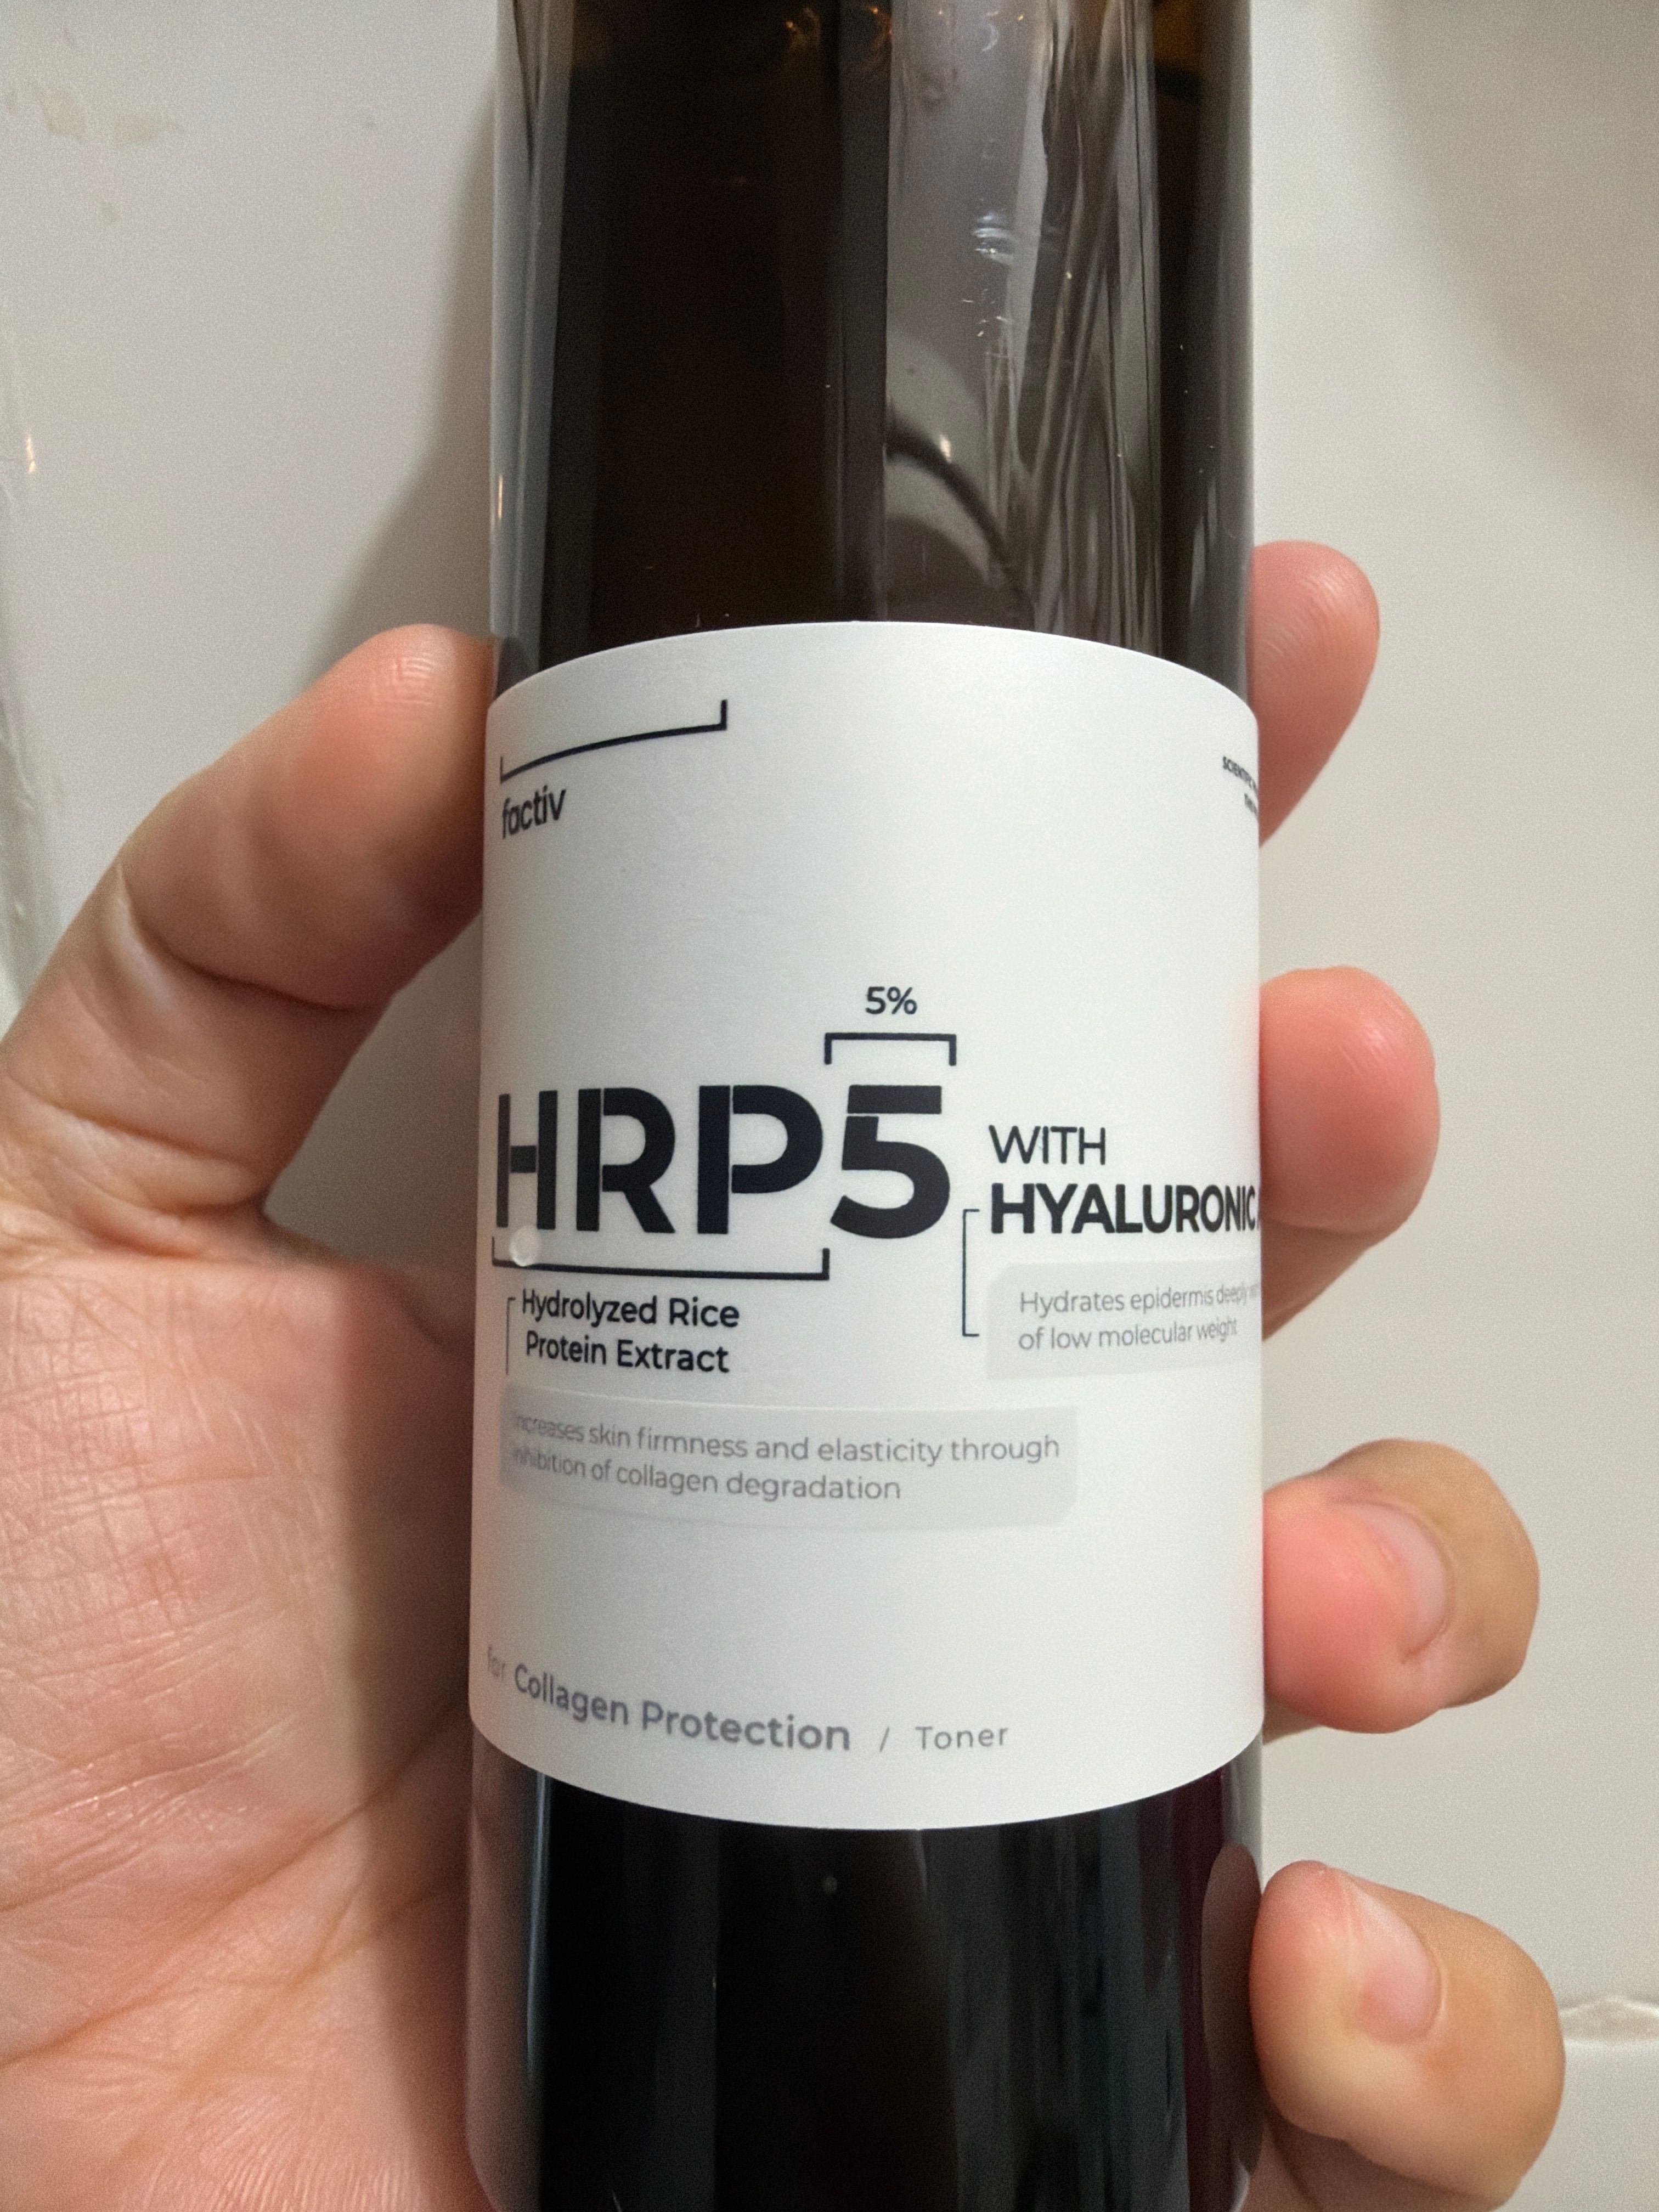 factiv
5%
HRP5
WITH
HYALURONIC
Hydrates epidermis deeply
of low molecular weight
Hydrolyzed Rice
Protein Extract
Increases skin firmness and elasticity through
inhibition of collagen degradation
for Collagen Protection / Toner